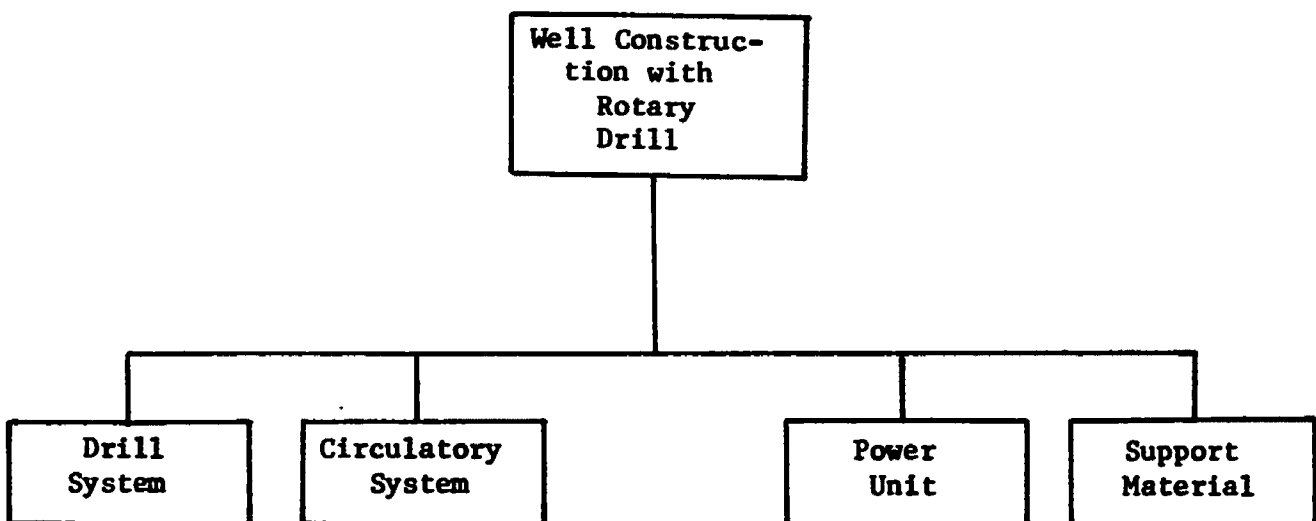 Well Construc-
tion with
Rotary
Drill
Drill
System
Circulatory
System
Power
Unit
Support
Material